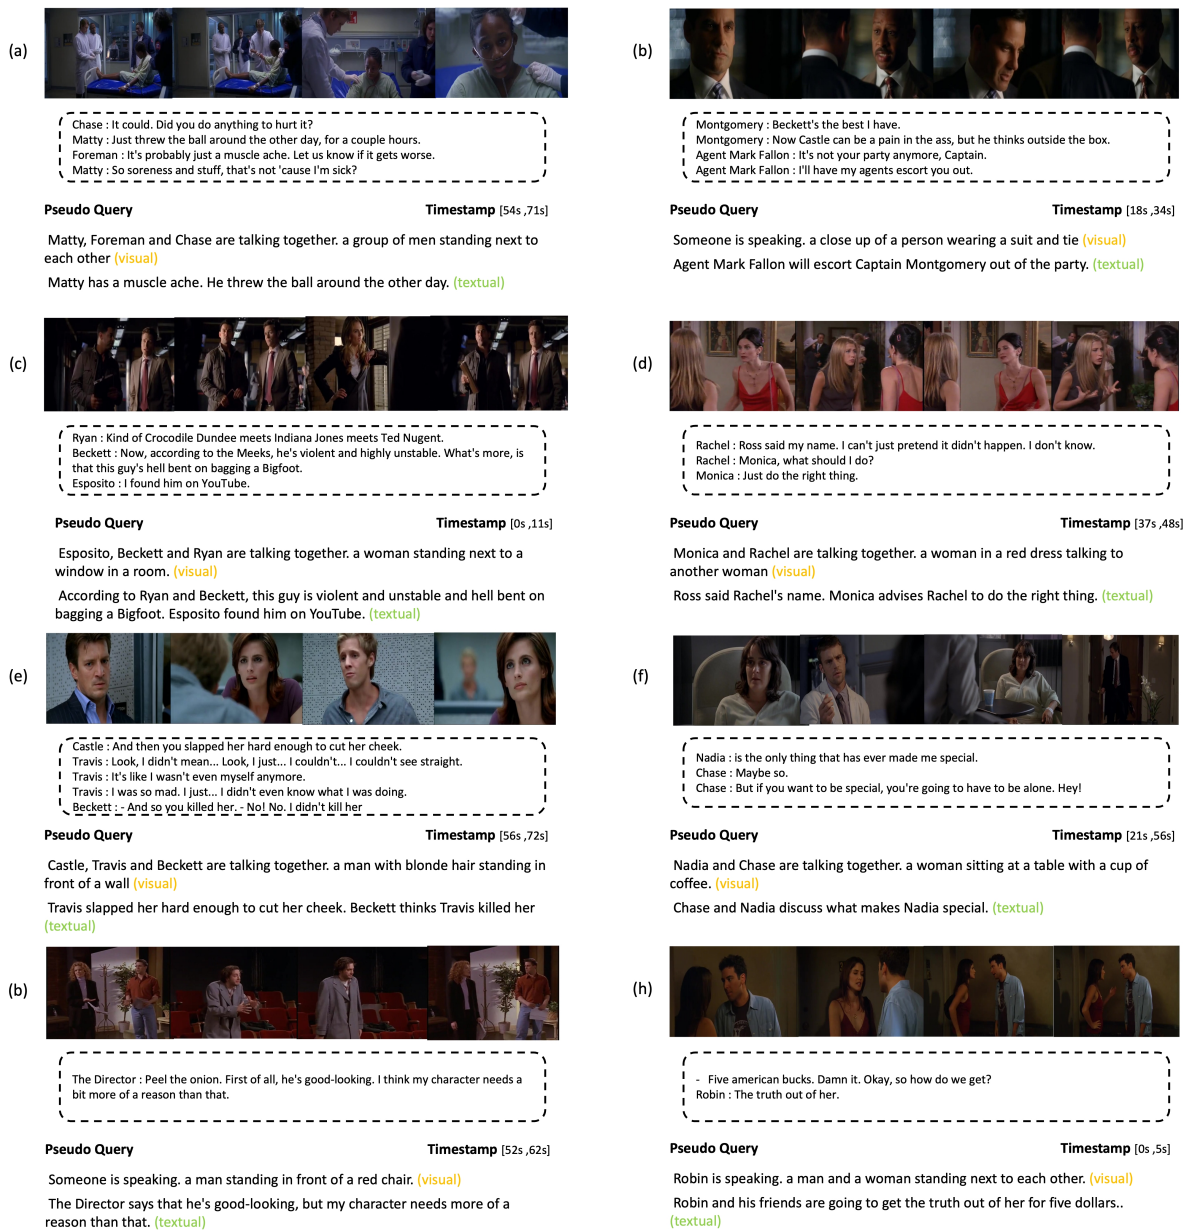 (a)
Chase : It could. Did you do anything to hurt it?
Matty : Just threw the ball around the other day, for a couple hours.
Foreman : It's probably just a muscle ache. Let us know if it gets worse.
Matty : So soreness and stuff, that's not 'cause I'm sick?
Pseudo Query
Timestamp [54s ,71s]
Matty, Foreman and Chase are talking together. a group of men standing next to
each other (visual)
Matty has a muscle ache. He threw the ball around the other day. (textual)
(b)
Montgomery : Beckett's the best I have.
Montgomery : Now Castle can be a pain in the ass, but he thinks outside the box.
Agent Mark Fallon : It's not your party anymore, Captain.
Agent Mark Fallon : I'll have my agents escort you out.
Pseudo Query
Timestamp [18s ,34s]
Someone is speaking. a close up of a person wearing a suit and tie (visual)
Agent Mark Fallon will escort Captain Montgomery out of the party. (textual)
(c)
Ryan : Kind of Crocodile Dundee meets Indiana Jones meets Ted Nugent.
Beckett : Now, according to the Meeks, he's violent and highly unstable. What's more, is
that this guy's hell bent on bagging a Bigfoot.
Esposito : I found him on YouTube.
Pseudo Query
Timestamp [0s ,11s]
Esposito, Beckett and Ryan are talking together. a woman standing next to a
window in a room. (visual)
According to Ryan and Beckett, this guy is violent and unstable and hell bent on
bagging a Bigfoot. Esposito found him on YouTube. (textual)
(d)
Rachel : Ross said my name. I can't just pretend it didn't happen. I don't know.
Rachel : Monica, what should I do?
Monica : Just do the right thing.
Pseudo Query
Timestamp [37s ,48s]
Monica and Rachel are talking together. a woman in a red dress talking to
another woman (visual)
Ross said Rachel's name. Monica advises Rachel to do the right thing. (textual)
(e)
Castle : And then you slapped her hard enough to cut her cheek.
Travis : Look, I didn't mean... Look, I just... I couldn't... I couldn't see straight.
Travis : It's like I wasn't even myself anymore.
Travis : I was so mad. I just... I didn't even know what I was doing.
Beckett : - And so you killed her. - No! No. I didn't kill her
Pseudo Query
Timestamp [56s ,72s]
Castle, Travis and Beckett are talking together. a man with blonde hair standing in
front of a wall (visual)
Travis slapped her hard enough to cut her cheek. Beckett thinks Travis killed her
(textual)
(f)
Nadia : is the only thing that has ever made me special.
Chase : Maybe so.
Chase : But if you want to be special, you're going to have to be alone. Hey!
Pseudo Query
Timestamp [21s ,56s]
Nadia and Chase are talking together. a woman sitting at a table with a cup of
coffee. (visual)
Chase and Nadia discuss what makes Nadia special. (textual)
(b)
The Director : Peel the onion. First of all, he's good-looking. I think my character needs a
bit more of a reason than that.
Pseudo Query
Timestamp [52s ,62s]
Someone is speaking. a man standing in front of a red chair. (visual)
The Director says that he's good-looking, but my character needs more of a
reason than that. (textual)
(h)
- Five american bucks. Damn it. Okay, so how do we get?
Robin : The truth out of her.
Pseudo Query
Timestamp [0s ,5s]
Robin is speaking. a man and a woman standing next to each other. (visual)
Robin and his friends are going to get the truth out of her for five dollars..
(textual)